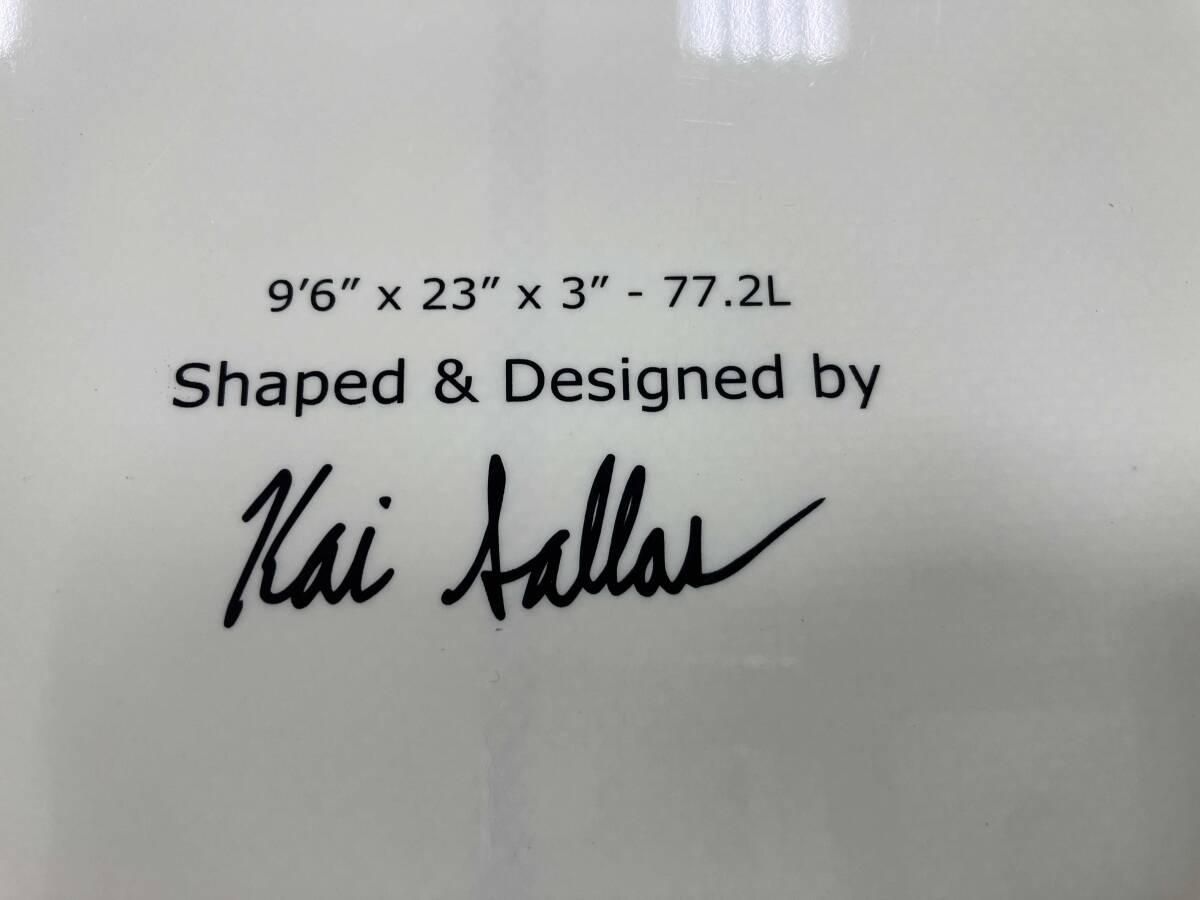 9'6" x 23" x 3" - 77.2L
Shaped & Designed by
Kai Sallas